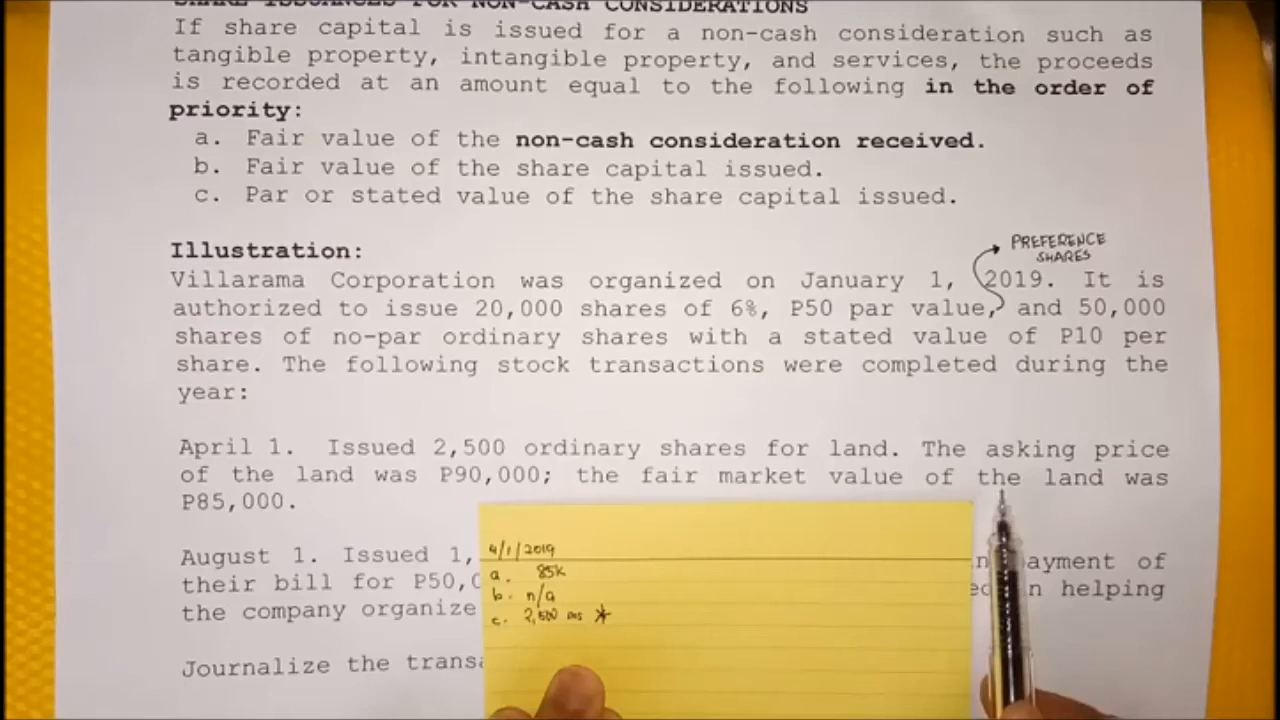 SHARE ISSUANCES FOR NON-CASH CONSIDERATIONS
If share capital is issued for a non-cash consideration such as
tangible property, intangible property, and services, the proceeds
is recorded at an amount equal to the following in the order of
priority:
a. Fair value of the non-cash consideration received.
b. Fair value of the share capital issued.
c. Par or stated value of the share capital issued.
Illustration:
PREFERENCE
SHARES
Villarama Corporation was organized on January 1, 2019. It is
authorized to issue 20,000 shares of 6%, P50 par value, and 50,000
shares of no-par ordinary shares with a stated value of P10 per
share. The following stock transactions were completed during the
year:
April 1. Issued 2,500 ordinary shares for land. The asking price
of the land was P90,000; the fair market value of the land was
P85,000.
August 1. Issued 1, payment of
their bill for P50,0 in helping
the company organize
Journalize the transa
4/1/2019
a. 85K
b. n/a
c. 2,500 *